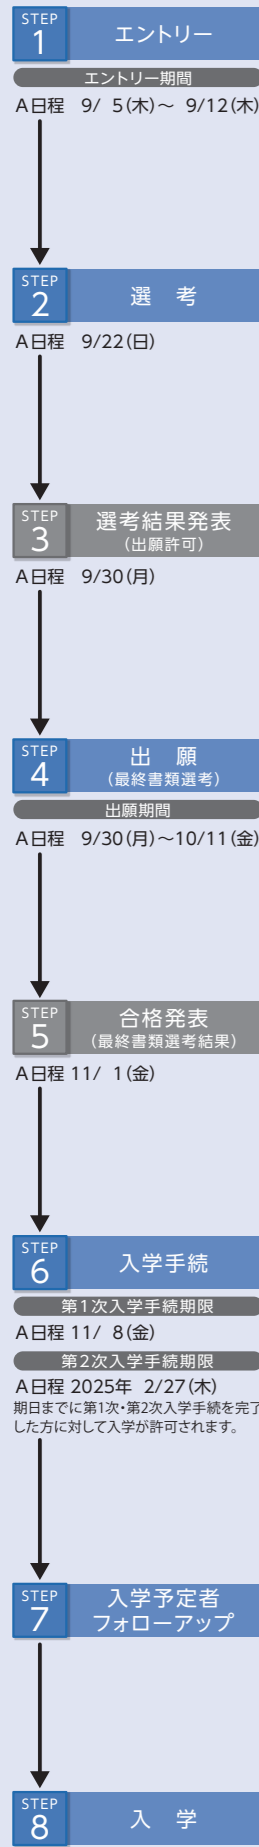 STEP
1
エントリー
エントリー期間
A日程 9/ 5(木)～ 9/12(木)
STEP
2
選 考
A日程 9/22(日)
STEP
3
選考結果発表
(出願許可)
A日程 9/30(月)
STEP
4
出 願
(最終書類選考)
出願期間
A日程 9/30(月)～10/11(金)
STEP
5
合格発表
(最終書類選考結果)
A日程 11/ 1(金)
STEP
6
入学手続
第1次入学手続期限
A日程 11/ 8(金)
第2次入学手続期限
A日程 2025年 2/27(木)
期日までに第1次・第2次入学手続を完了
した方に対して入学が許可されます。
STEP
7
入学予定者
フォローアップ
STEP
8
入 学